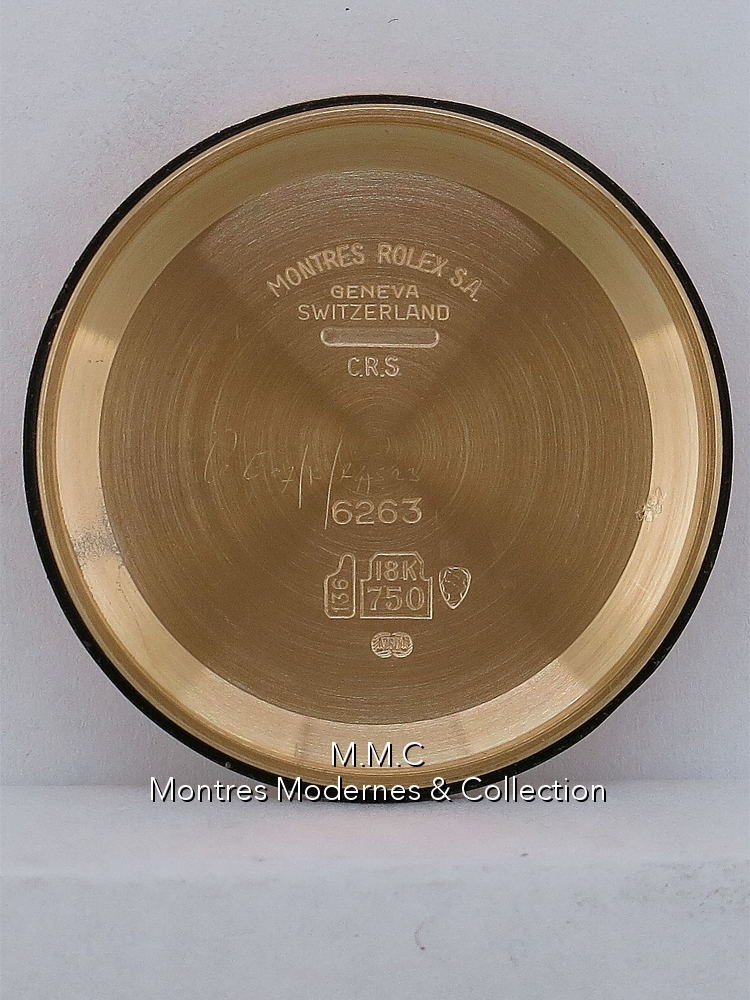 MONTRES ROLEX S.A.
GENEVA
SWITZERLAND
C.R.S.
6263
136
18K
750
M.M.C
Montres Modernes & Collection